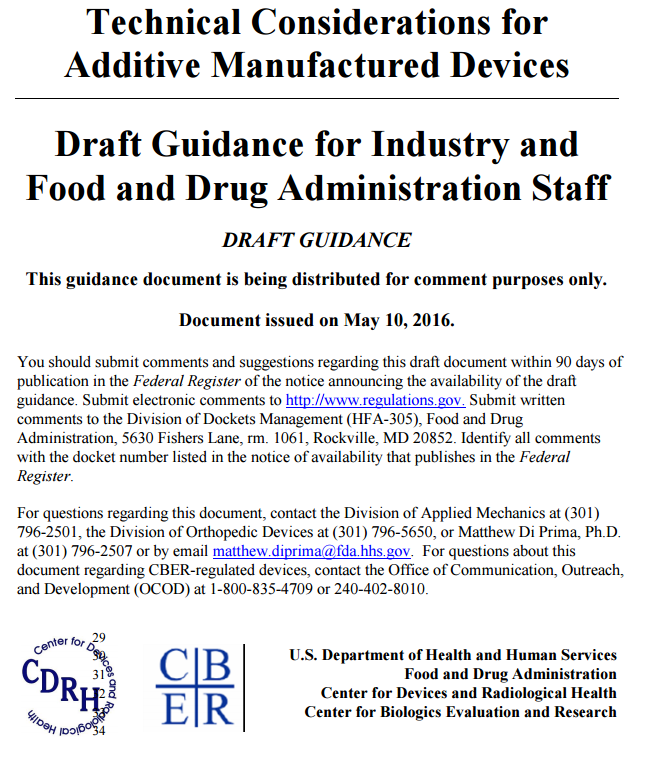 Technical Considerations for
Additive Manufactured Devices
Draft Guidance for Industry and
Food and Drug Administration Staff
DRAFT GUIDANCE
This guidance document is being distributed for comment purposes only.
Document issued on May 10, 2016.
You should submit comments and suggestions regarding this draft document within 90 days of
publication in the Federal Register of the notice announcing the availability of the draft
guidance. Submit electronic comments to http://www.regulations.gov. Submit written
comments to the Division of Dockets Management (HFA-305), Food and Drug
Administration, 5630 Fishers Lane, rm. 1061, Rockville, MD 20852. Identify all comments
with the docket number listed in the notice of availability that publishes in the Federal
Register.
For questions regarding this document, contact the Division of Applied Mechanics at (301)
796-2501, the Division of Orthopedic Devices at (301) 796-5650, or Matthew Di Prima, Ph.D.
at (301) 796-2507 or by email matthew.diprima@fda.hhs.gov. For questions about this
document regarding CBER-regulated devices, contact the Office of Communication, Outreach,
and Development (OCOD) at 1-800-835-4709 or 240-402-8010.
Center for Devices and Radiological Health
CDRH
29
31
34
CB
ER
U.S. Department of Health and Human Services
Food and Drug Administration
Center for Devices and Radiological Health
Center for Biologics Evaluation and Research